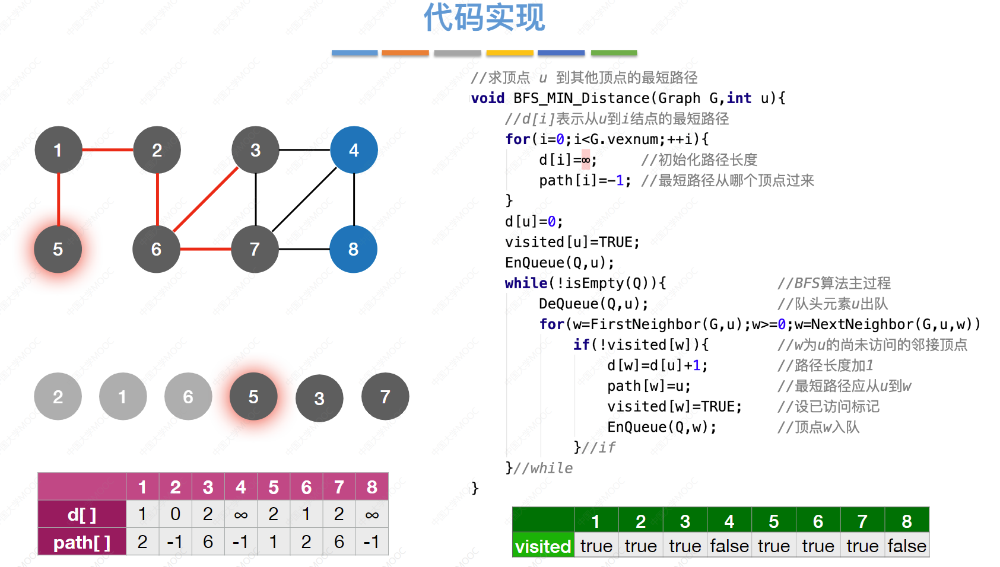 代码实现
//求顶点 u 到其他顶点的最短路径
void BFS_MIN_Distance(Graph G,int u){
//d[i]表示从u到i结点的最短路径
for(i=0;i<G.vexnum;++i){
d[i]=∞; //初始化路径长度
path[i]=-1; //最短路径从哪个顶点过来
}
d[u]=0;
visited[u]=TRUE;
EnQueue(Q,u);
while(!isEmpty(Q)){ //BFS算法主过程
DeQueue(Q,u); //队头元素u出队
for(w=FirstNeighbor(G,u);w>=0;w=NextNeighbor(G,u,w))
if(!visited[w]){ //w为u的尚未访问的邻接顶点
d[w]=d[u]+1; //路径长度加1
path[w]=u; //最短路径应从u到w
visited[w]=TRUE; //设已访问标记
EnQueue(Q,w); //顶点w入队
}//if
}//while
}
1 2 3 4
5 6 7 8
2 1 6 5 3 7
1 2 3 4 5 6 7 8
d[ ] 1 0 2 ∞ 2 1 2 ∞
path[ ] 2 -1 6 -1 1 2 6 -1
1 2 3 4 5 6 7 8
visited true true true false true true true false
中国大学MOOC